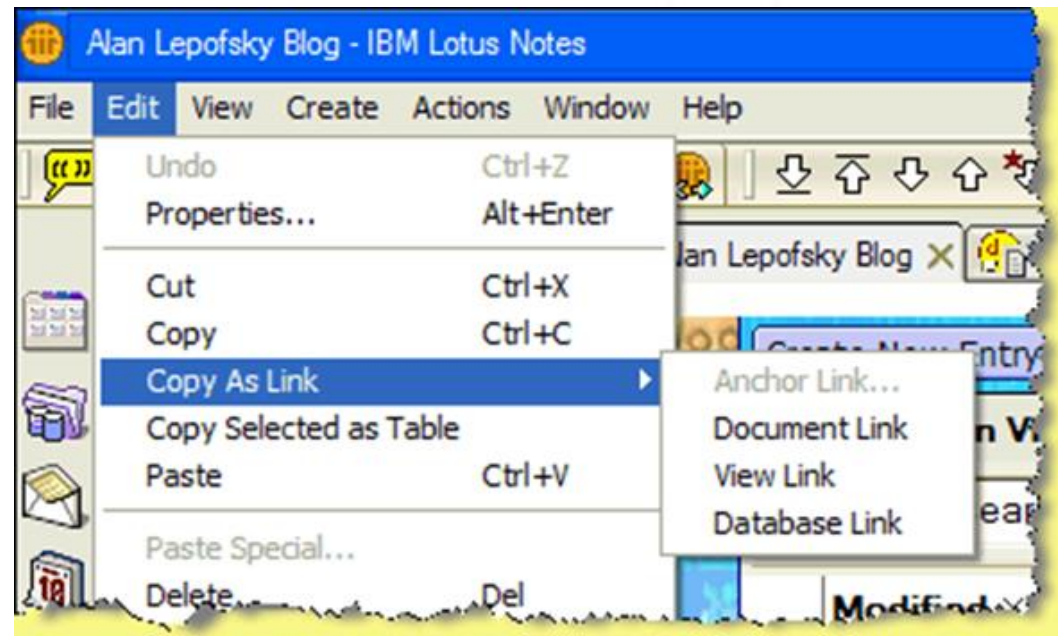 Alan Lepofsky Blog - IBM Lotus Notes
File Edit View Create Actions Window Help
Undo Ctrl+Z
Properties... Alt+Enter
Cut Ctrl+X
Copy Ctrl+C
Copy As Link
Copy Selected as Table
Paste Ctrl+V
Paste Special...
Delete Del
Anchor Link...
Document Link
View Link
Database Link
Lepofsky Blog
Entry
10